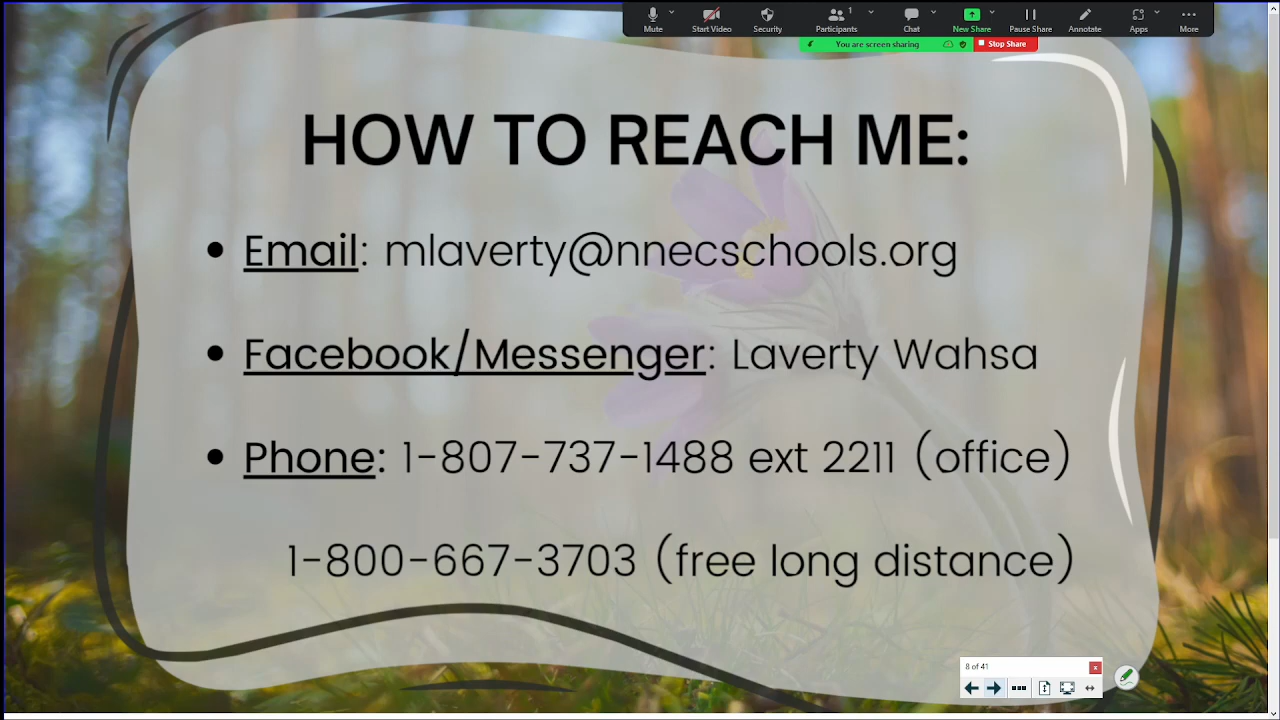 Mute
Start Video
Security
Participants
1
Chat
New Share
Pause Share
Annotate
Apps
More
You are screen sharing
Stop Share
HOW TO REACH ME:
• Email: mlaverty@nnecschools.org
• Facebook/Messenger: Laverty Wahsa
• Phone: 1-807-737-1488 ext 2211 (office)
1-800-667-3703 (free long distance)
8 of 41
x